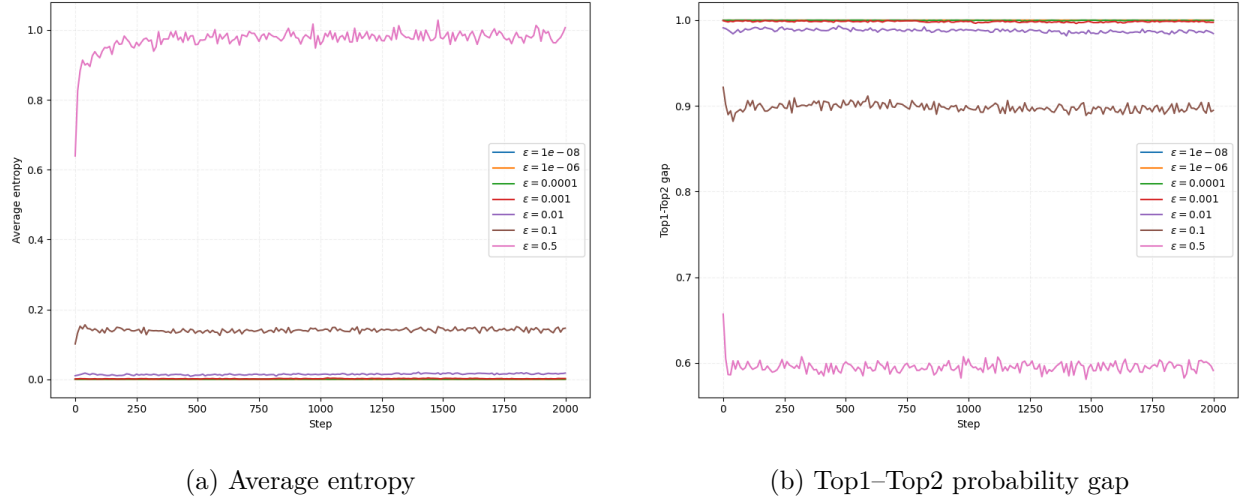 1.0
0.8
0.6
0.4
0.2
0.0
Average entropy
0
250
500
750
1000
1250
1500
1750
2000
Step
ε = 1e − 08
ε = 1e − 06
ε = 0.0001
ε = 0.001
ε = 0.01
ε = 0.1
ε = 0.5
(a) Average entropy
1.0
0.9
0.8
0.7
0.6
Top1-Top2 gap
0
250
500
750
1000
1250
1500
1750
2000
Step
ε = 1e − 08
ε = 1e − 06
ε = 0.0001
ε = 0.001
ε = 0.01
ε = 0.1
ε = 0.5
(b) Top1–Top2 probability gap